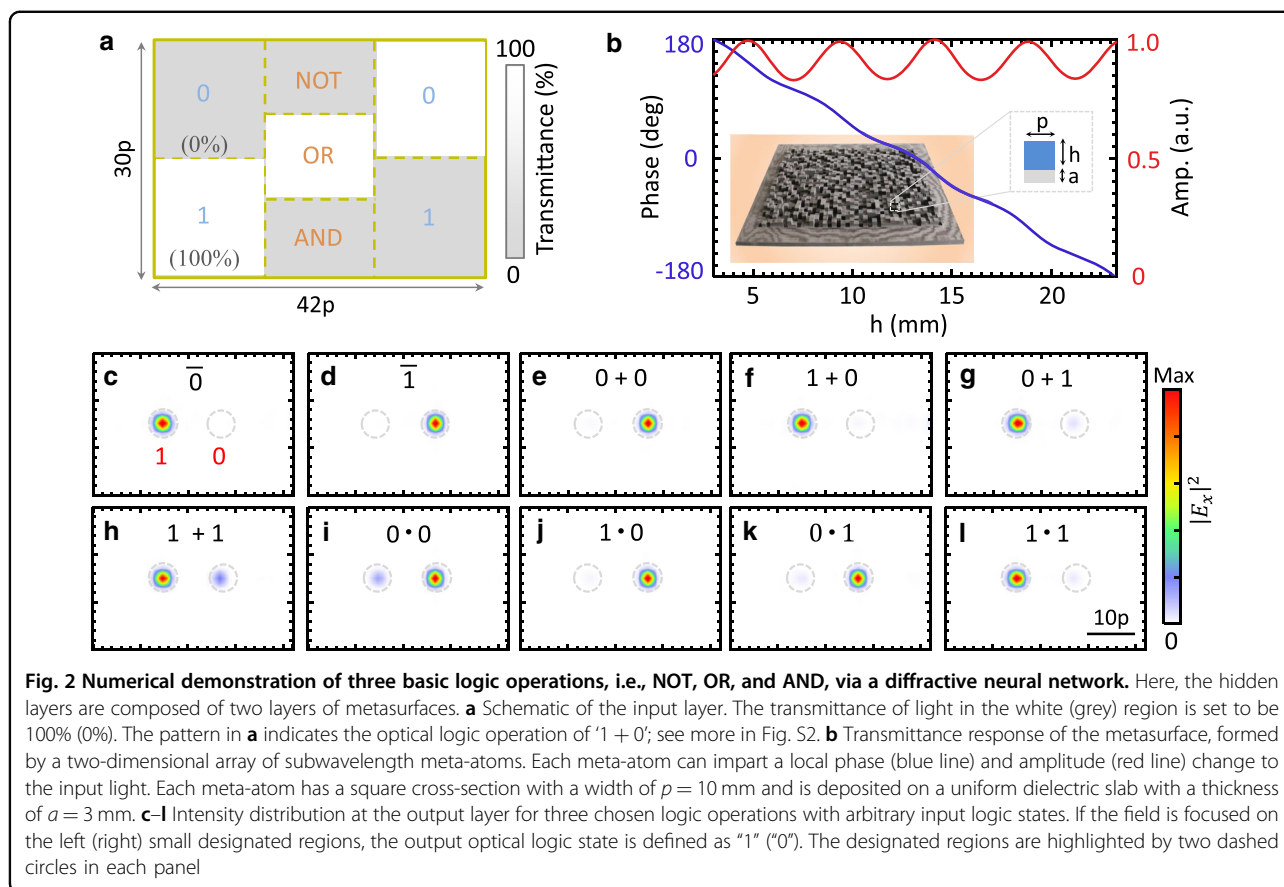 a
100
0
NOT
0
(0%)
OR
30p
1
AND
1
(100%)
0
Transmittance (%)
42p
b
180
1.0
p
h
a
0
0.5
-180
0
Phase (deg)
Amp. (a.u.)
5
10
15
20
h (mm)
c
0̅
1
0
d
1̅
e
0 + 0
f
1 + 0
g
0 + 1
h
1 + 1
i
0 • 0
j
1 • 0
k
0 • 1
l
1 • 1
10p
Max
|Eₓ|²
0
Fig. 2 Numerical demonstration of three basic logic operations, i.e., NOT, OR, and AND, via a diffractive neural network. Here, the hidden
layers are composed of two layers of metasurfaces. a Schematic of the input layer. The transmittance of light in the white (grey) region is set to be
100% (0%). The pattern in a indicates the optical logic operation of ‘1 + 0’; see more in Fig. S2. b Transmittance response of the metasurface, formed
by a two-dimensional array of subwavelength meta-atoms. Each meta-atom can impart a local phase (blue line) and amplitude (red line) change to
the input light. Each meta-atom has a square cross-section with a width of p = 10 mm and is deposited on a uniform dielectric slab with a thickness
of a = 3 mm. c–l Intensity distribution at the output layer for three chosen logic operations with arbitrary input logic states. If the field is focused on
the left (right) small designated regions, the output optical logic state is defined as “1” (“0”). The designated regions are highlighted by two dashed
circles in each panel